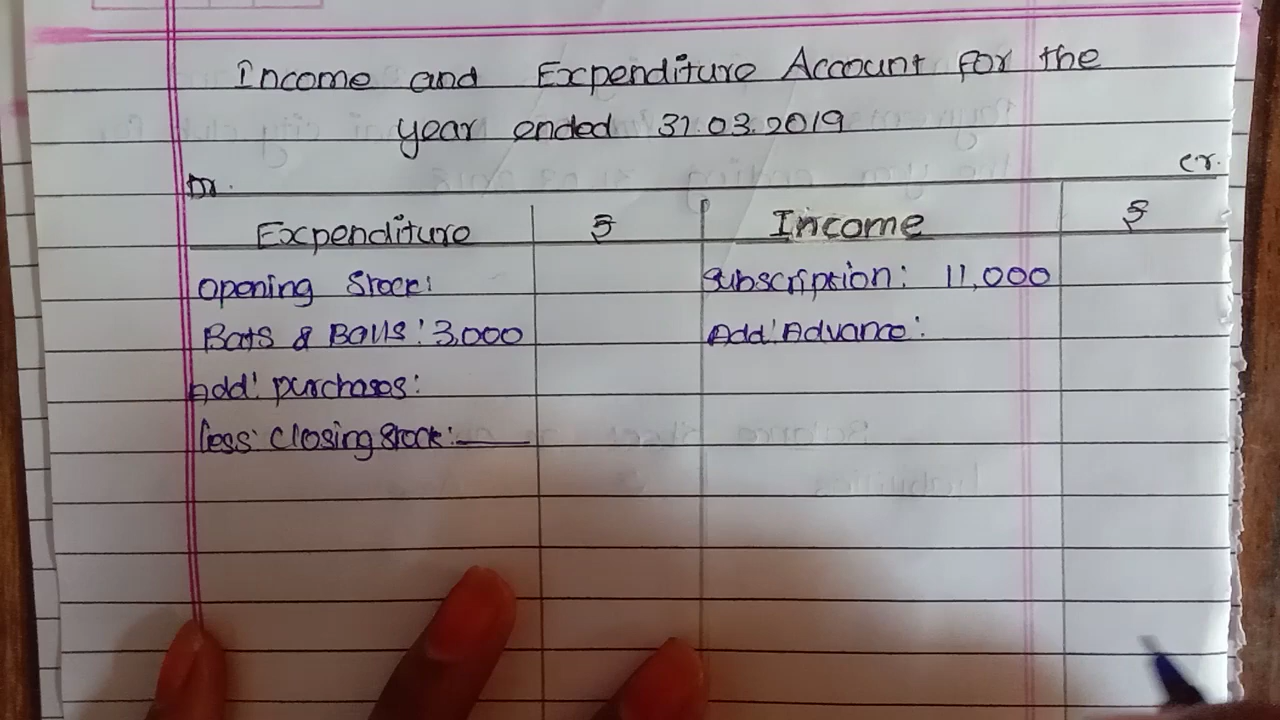 Income and Expenditure Account for the
year ended 31.03.2019
Dr. Cr.
Expenditure ₹ Income ₹
Opening Stock:
Bats & Balls: 3,000
Add: purchases:
less: Closing Stock:
Subscription: 11,000
Add: Advance: